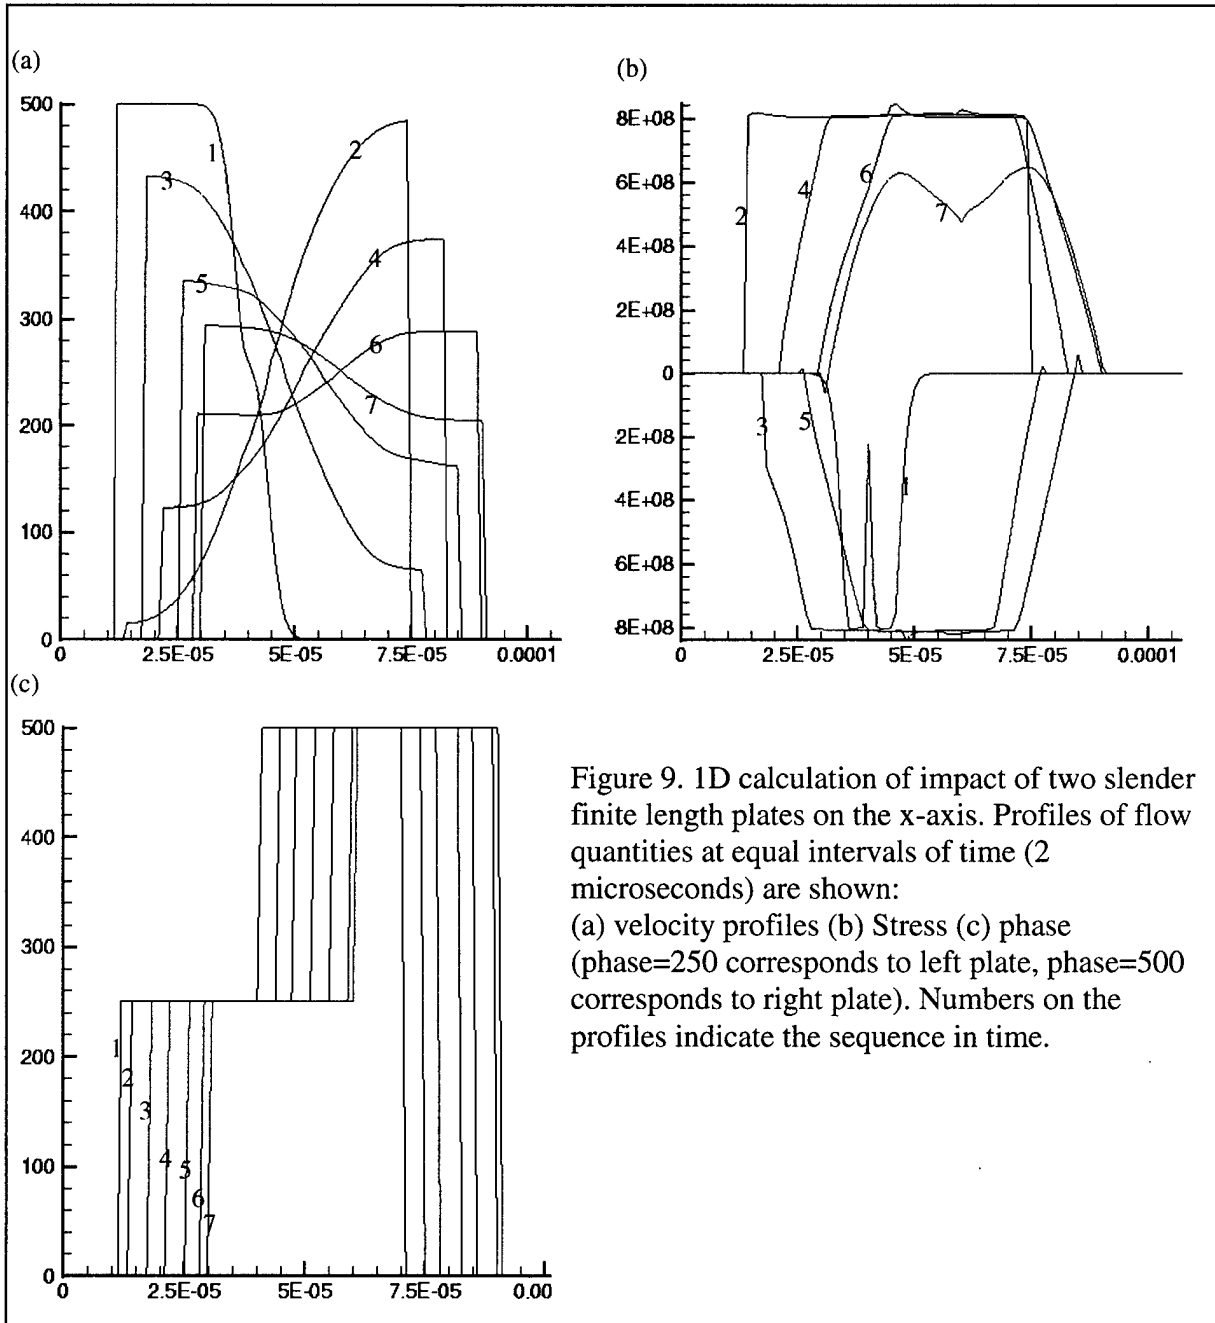 (a)
500
400
300
200
100
0
0 2.5E-05 5E-05 7.5E-05 0.0001
1
2
3
4
5
6
7
(b)
8E+08
6E+08
4E+08
2E+08
0
2E+08
4E+08
6E+08
8E+08
0 2.5E-05 5E-05 7.5E-05 0.0001
2
4
6
7
3
5
1
(c)
500
400
300
200
100
0
0 2.5E-05 5E-05 7.5E-05 0.00
1
2
3
4
5
6
7
Figure 9. 1D calculation of impact of two slender
finite length plates on the x-axis. Profiles of flow
quantities at equal intervals of time (2
microseconds) are shown:
(a) velocity profiles (b) Stress (c) phase
(phase=250 corresponds to left plate, phase=500
corresponds to right plate). Numbers on the
profiles indicate the sequence in time.